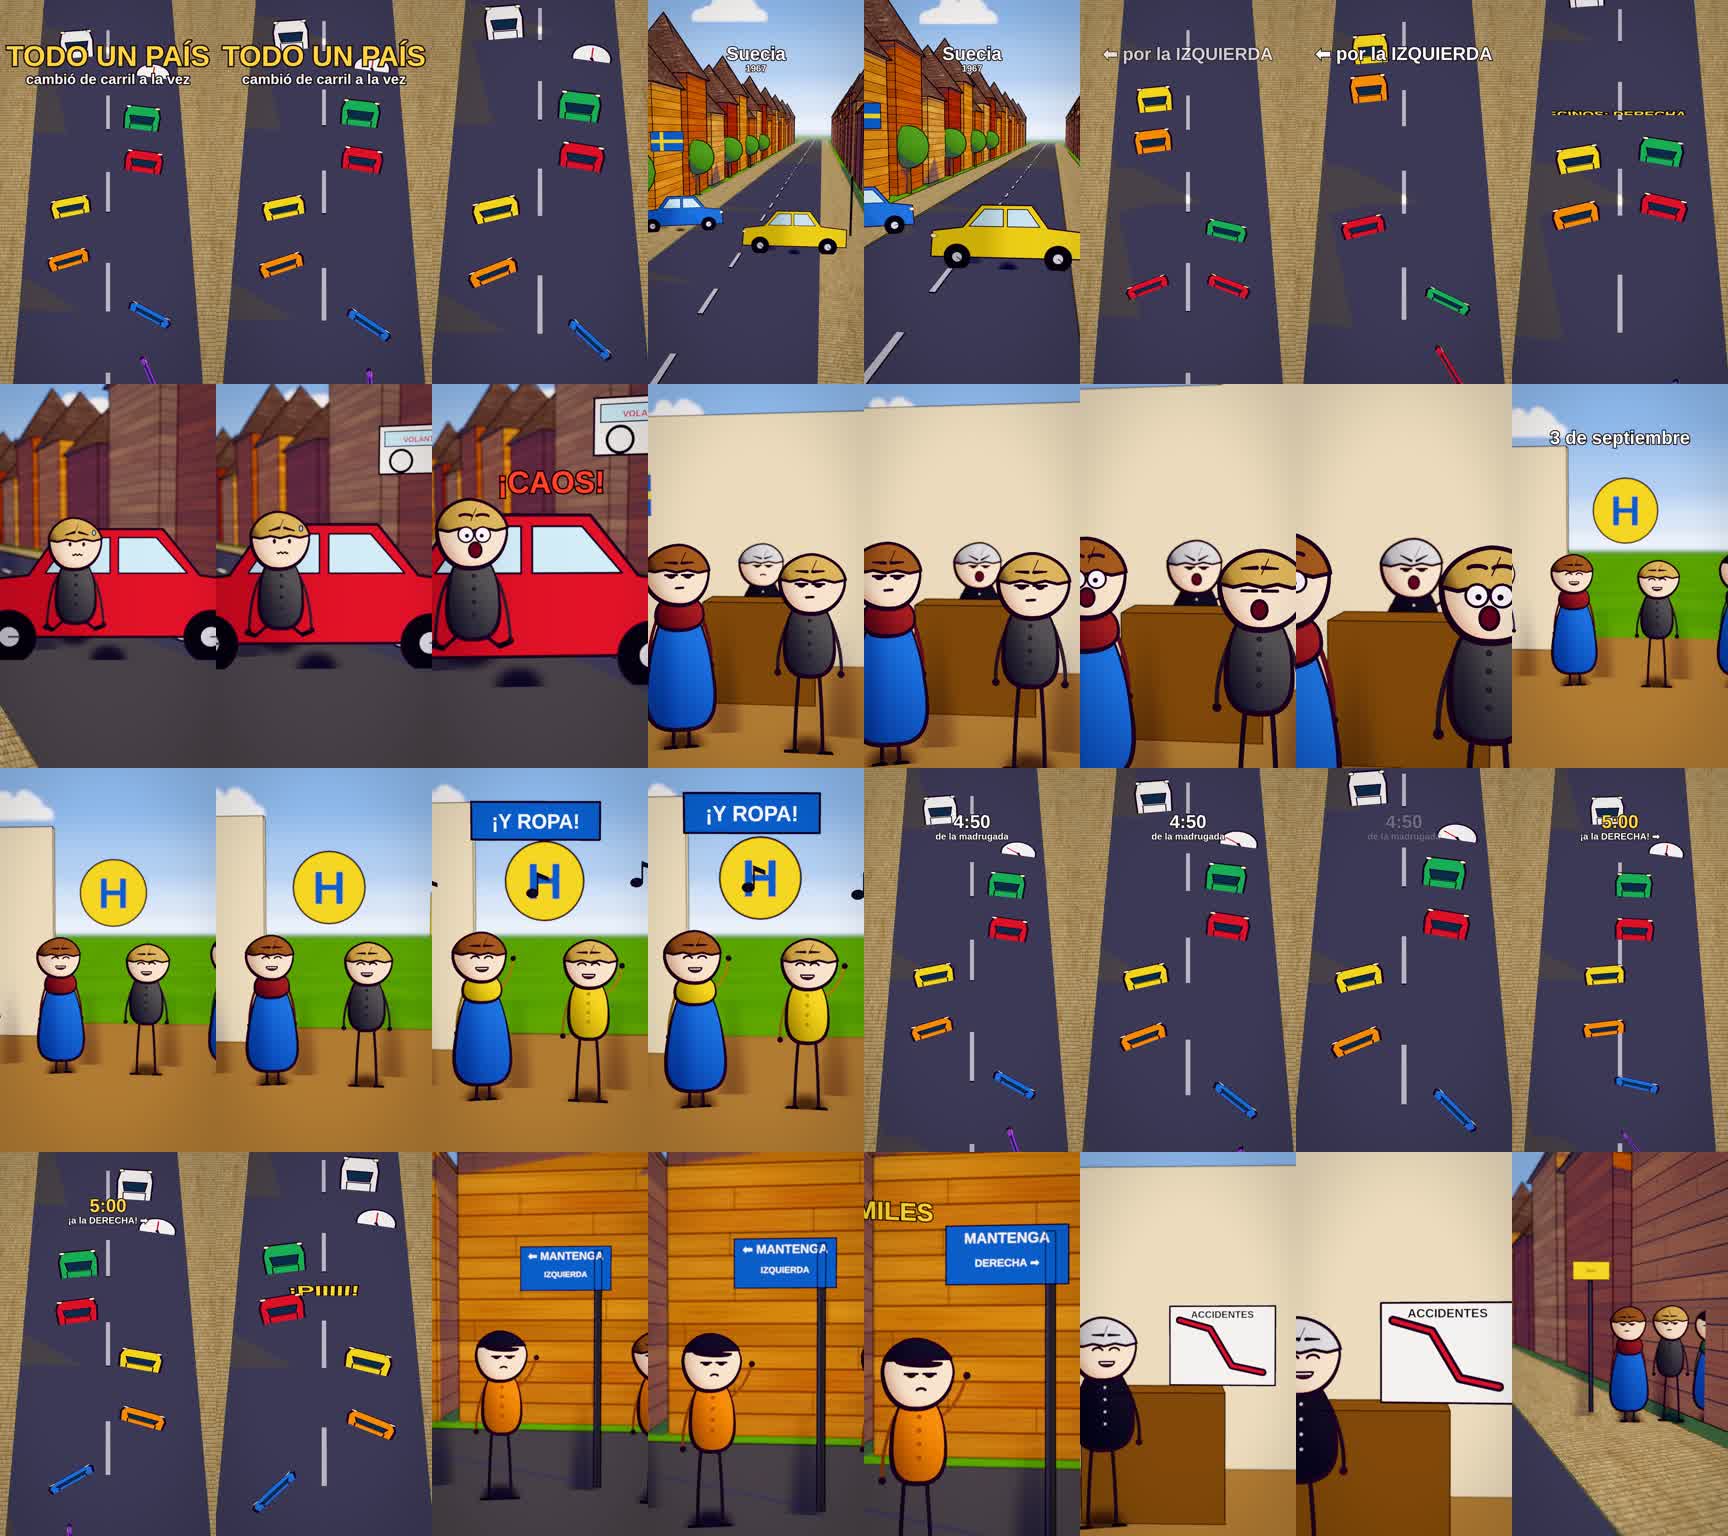 TODO UN PAÍS
cambió de carril a la vez
TODO UN PAÍS
cambió de carril a la vez
Suecia
1967
Suecia
1967
⬅ por la IZQUIERDA
⬅ por la IZQUIERDA
VOLANT
VOLA
¡CAOS!
3 de septiembre
H
H
H
¡Y ROPA!
H
¡Y ROPA!
H
4:50
de la madrugada
4:50
de la madrugada
4:50
de la madrugada
5:00
¡a la DERECHA! ➡
5:00
¡a la DERECHA! ➡
¡PIIIII!
⬅ MANTENGA
IZQUIERDA
⬅ MANTENGA
IZQUIERDA
MILES
MANTENGA
DERECHA ➡
ACCIDENTES
ACCIDENTES